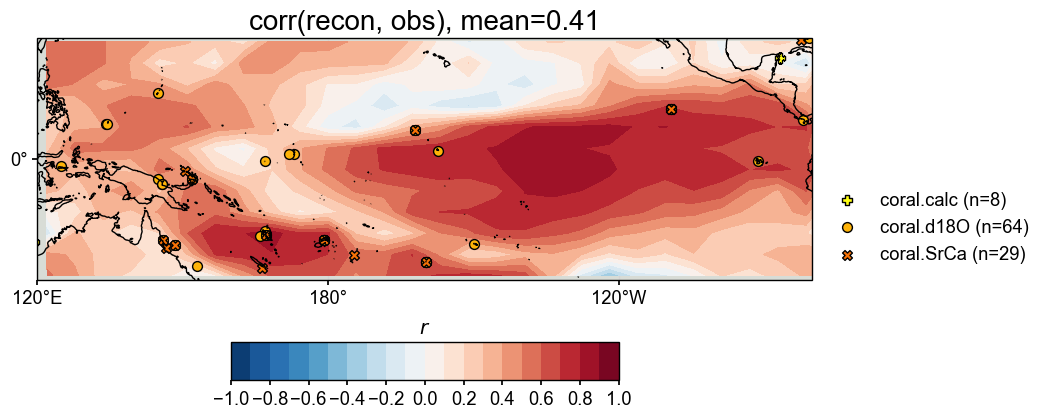 corr(recon, obs), mean=0.41
0°
120°E 180° 120°W
coral.calc (n=8)
coral.d18O (n=64)
coral.SrCa (n=29)
r
−1.0 −0.8 −0.6 −0.4 −0.2 0.0 0.2 0.4 0.6 0.8 1.0